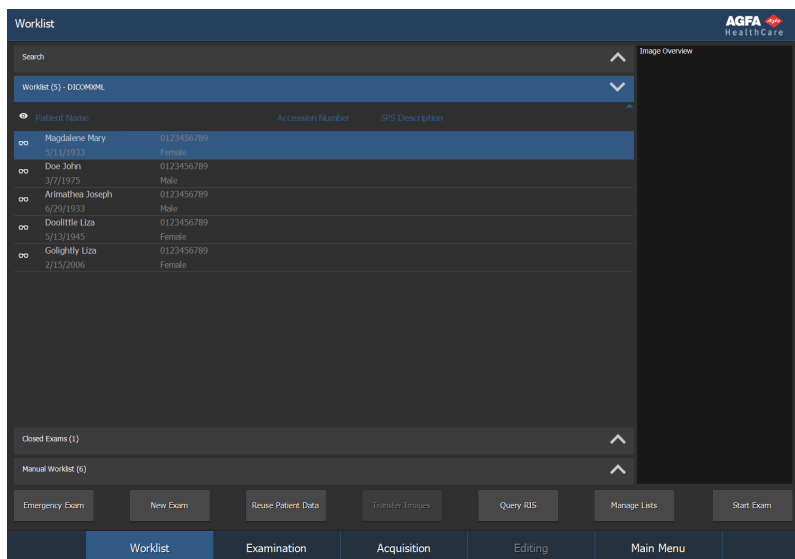 Worklist
AGFA
HealthCare
Search
Image Overview
Worklist (5) - DICOMXML
Patient Name Accession Number SPS Description
Magdalene Mary 0123456789
5/11/1933 Female
Doe John 0123456789
3/7/1975 Male
Arimathea Joseph 0123456789
6/29/1933 Male
Doolittle Liza 0123456789
5/13/1945 Female
Golightly Liza 0123456789
2/15/2006 Female
Closed Exams (1)
Manual Worklist (6)
Emergency Exam New Exam Reuse Patient Data Transfer Images Query RIS Manage Lists Start Exam
Worklist Examination Acquisition Editing Main Menu